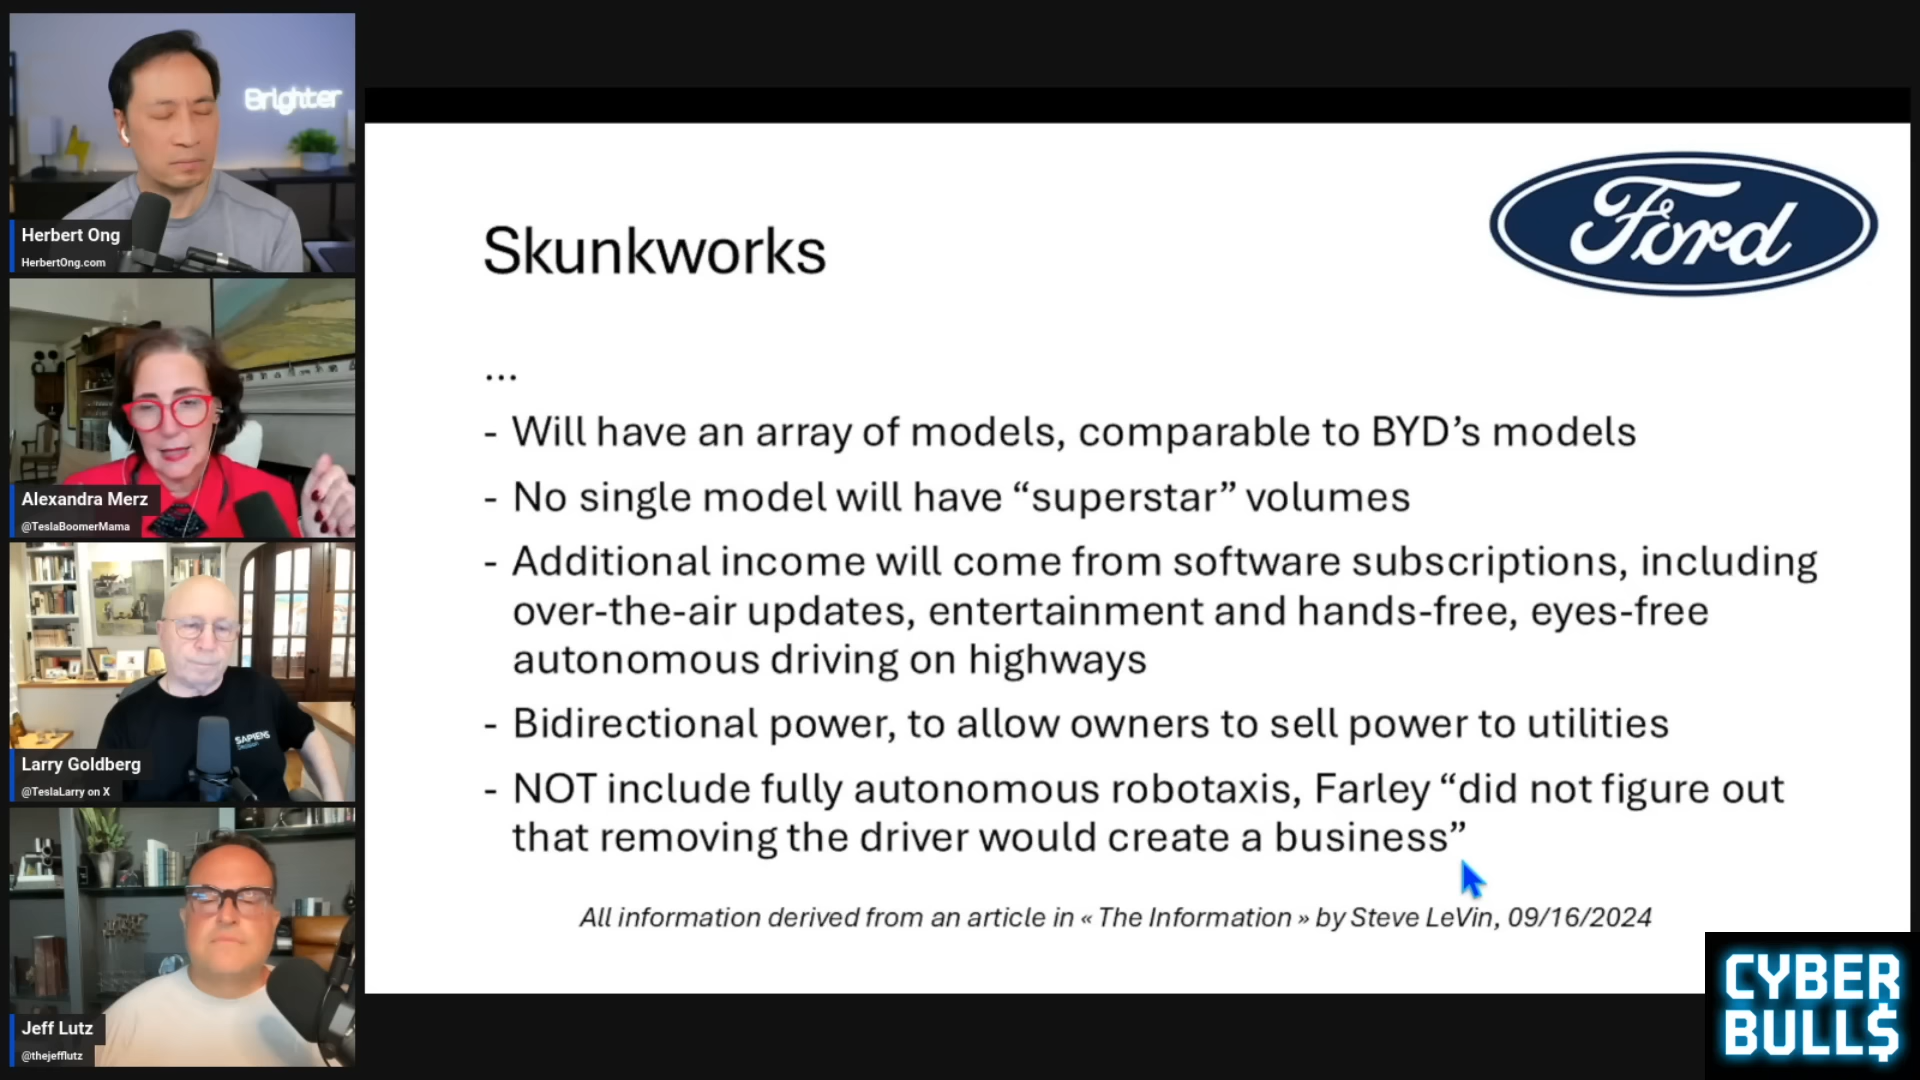 Brighter
Herbert Ong
HerbertOng.com
Alexandra Merz
@TeslaBoomerMama
SAPIENS
Decision
Larry Goldberg
@TeslaLarry on X
Jeff Lutz
@thejefflutz
Ford
Skunkworks
...
- Will have an array of models, comparable to BYD’s models
- No single model will have “superstar” volumes
- Additional income will come from software subscriptions, including
over-the-air updates, entertainment and hands-free, eyes-free
autonomous driving on highways
- Bidirectional power, to allow owners to sell power to utilities
- NOT include fully autonomous robotaxis, Farley “did not figure out
that removing the driver would create a business”
All information derived from an article in « The Information » by Steve LeVin, 09/16/2024
CYBER
BULL$